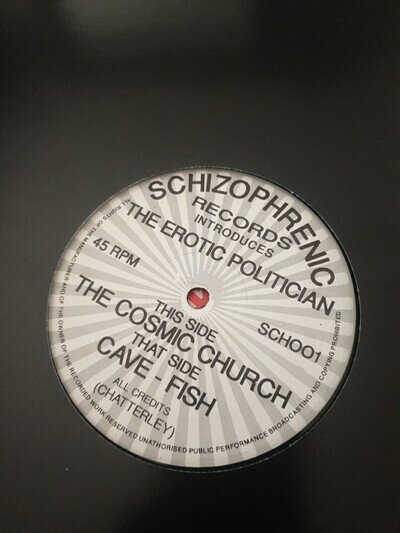 SCHIZOPHRENIC
RECORDS
INTRODUCES
THE EROTIC POLITICIAN
45 RPM
SCH001
THIS SIDE
THE COSMIC CHURCH
THAT SIDE
CAVE - FISH
ALL CREDITS
(CHATTERLEY)
ALL RIGHTS OF THE MANUFACTURER AND OF THE OWNER OF THE RECORDED WORK RESERVED UNATHORISED PUBLIC PERFORMANCE BROADCASTING AND COPYING PROHIBITED